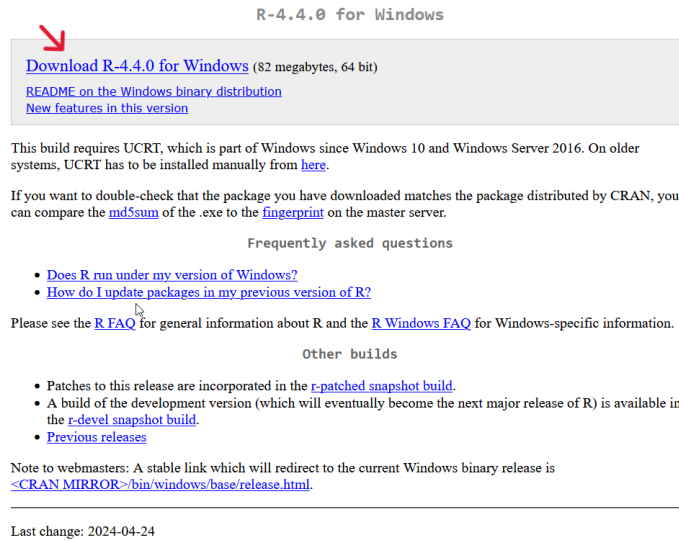 R-4.4.0 for Windows
Download R-4.4.0 for Windows (82 megabytes, 64 bit)
README on the Windows binary distribution
New features in this version
This build requires UCRT, which is part of Windows since Windows 10 and Windows Server 2016. On older
systems, UCRT has to be installed manually from here.
If you want to double-check that the package you have downloaded matches the package distributed by CRAN, you
can compare the md5sum of the .exe to the fingerprint on the master server.
Frequently asked questions
• Does R run under my version of Windows?
• How do I update packages in my previous version of R?
Please see the R FAQ for general information about R and the R Windows FAQ for Windows-specific information.
Other builds
• Patches to this release are incorporated in the r-patched snapshot build.
• A build of the development version (which will eventually become the next major release of R) is available in
the r-devel snapshot build.
• Previous releases
Note to webmasters: A stable link which will redirect to the current Windows binary release is
<CRAN MIRROR>/bin/windows/base/release.html.
Last change: 2024-04-24